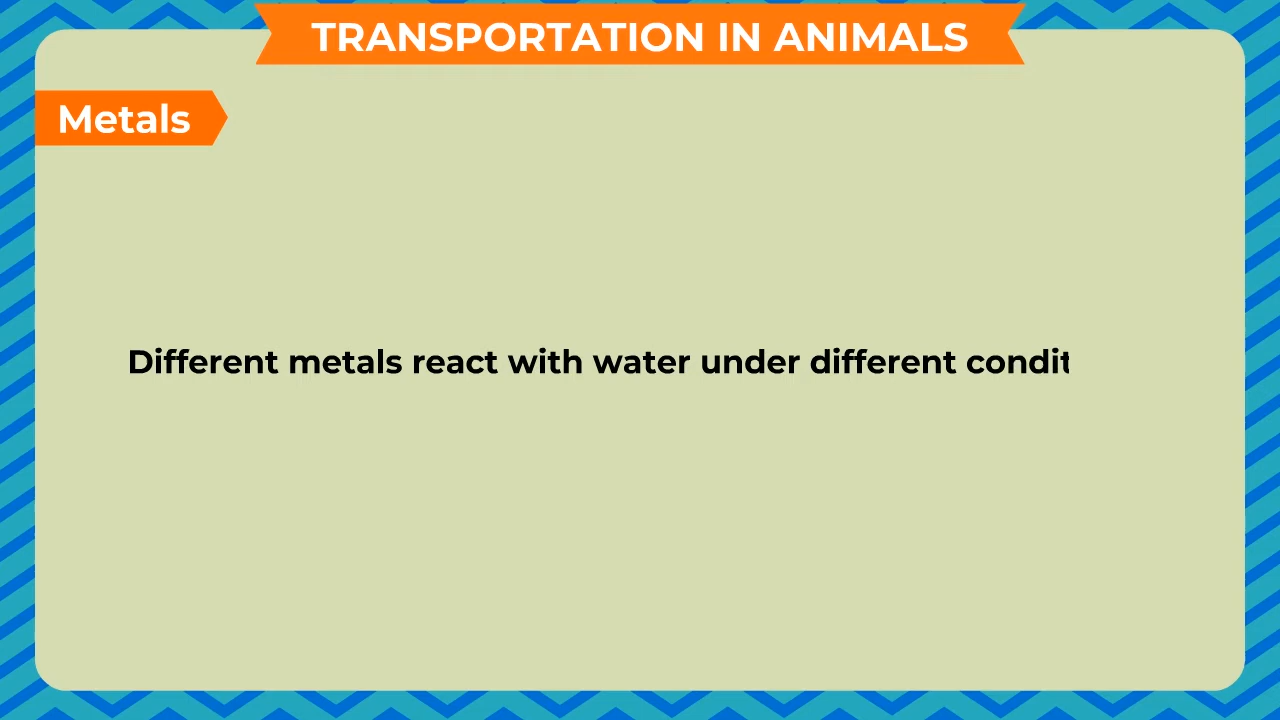 TRANSPORTATION IN ANIMALS
Metals
Different metals react with water under different condit